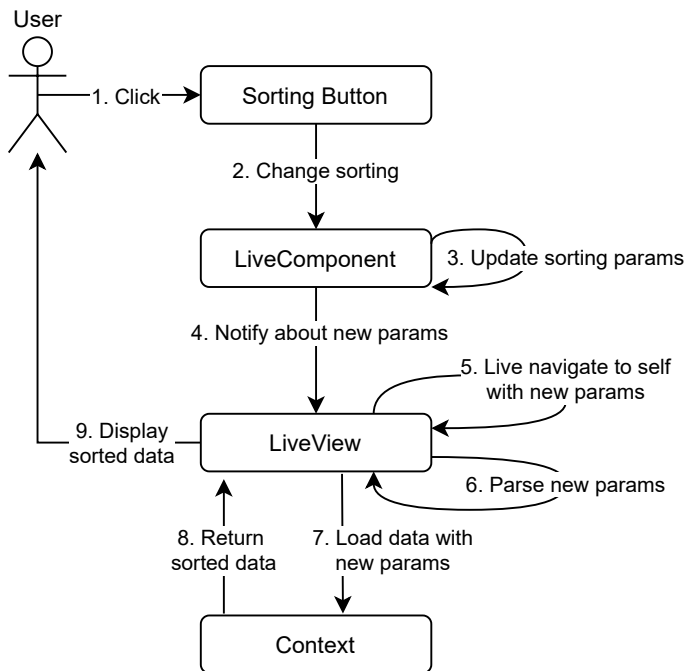 User
1. Click
Sorting Button
2. Change sorting
LiveComponent
3. Update sorting params
4. Notify about new params
5. Live navigate to self
with new params
LiveView
9. Display
sorted data
6. Parse new params
8. Return
sorted data
7. Load data with
new params
Context